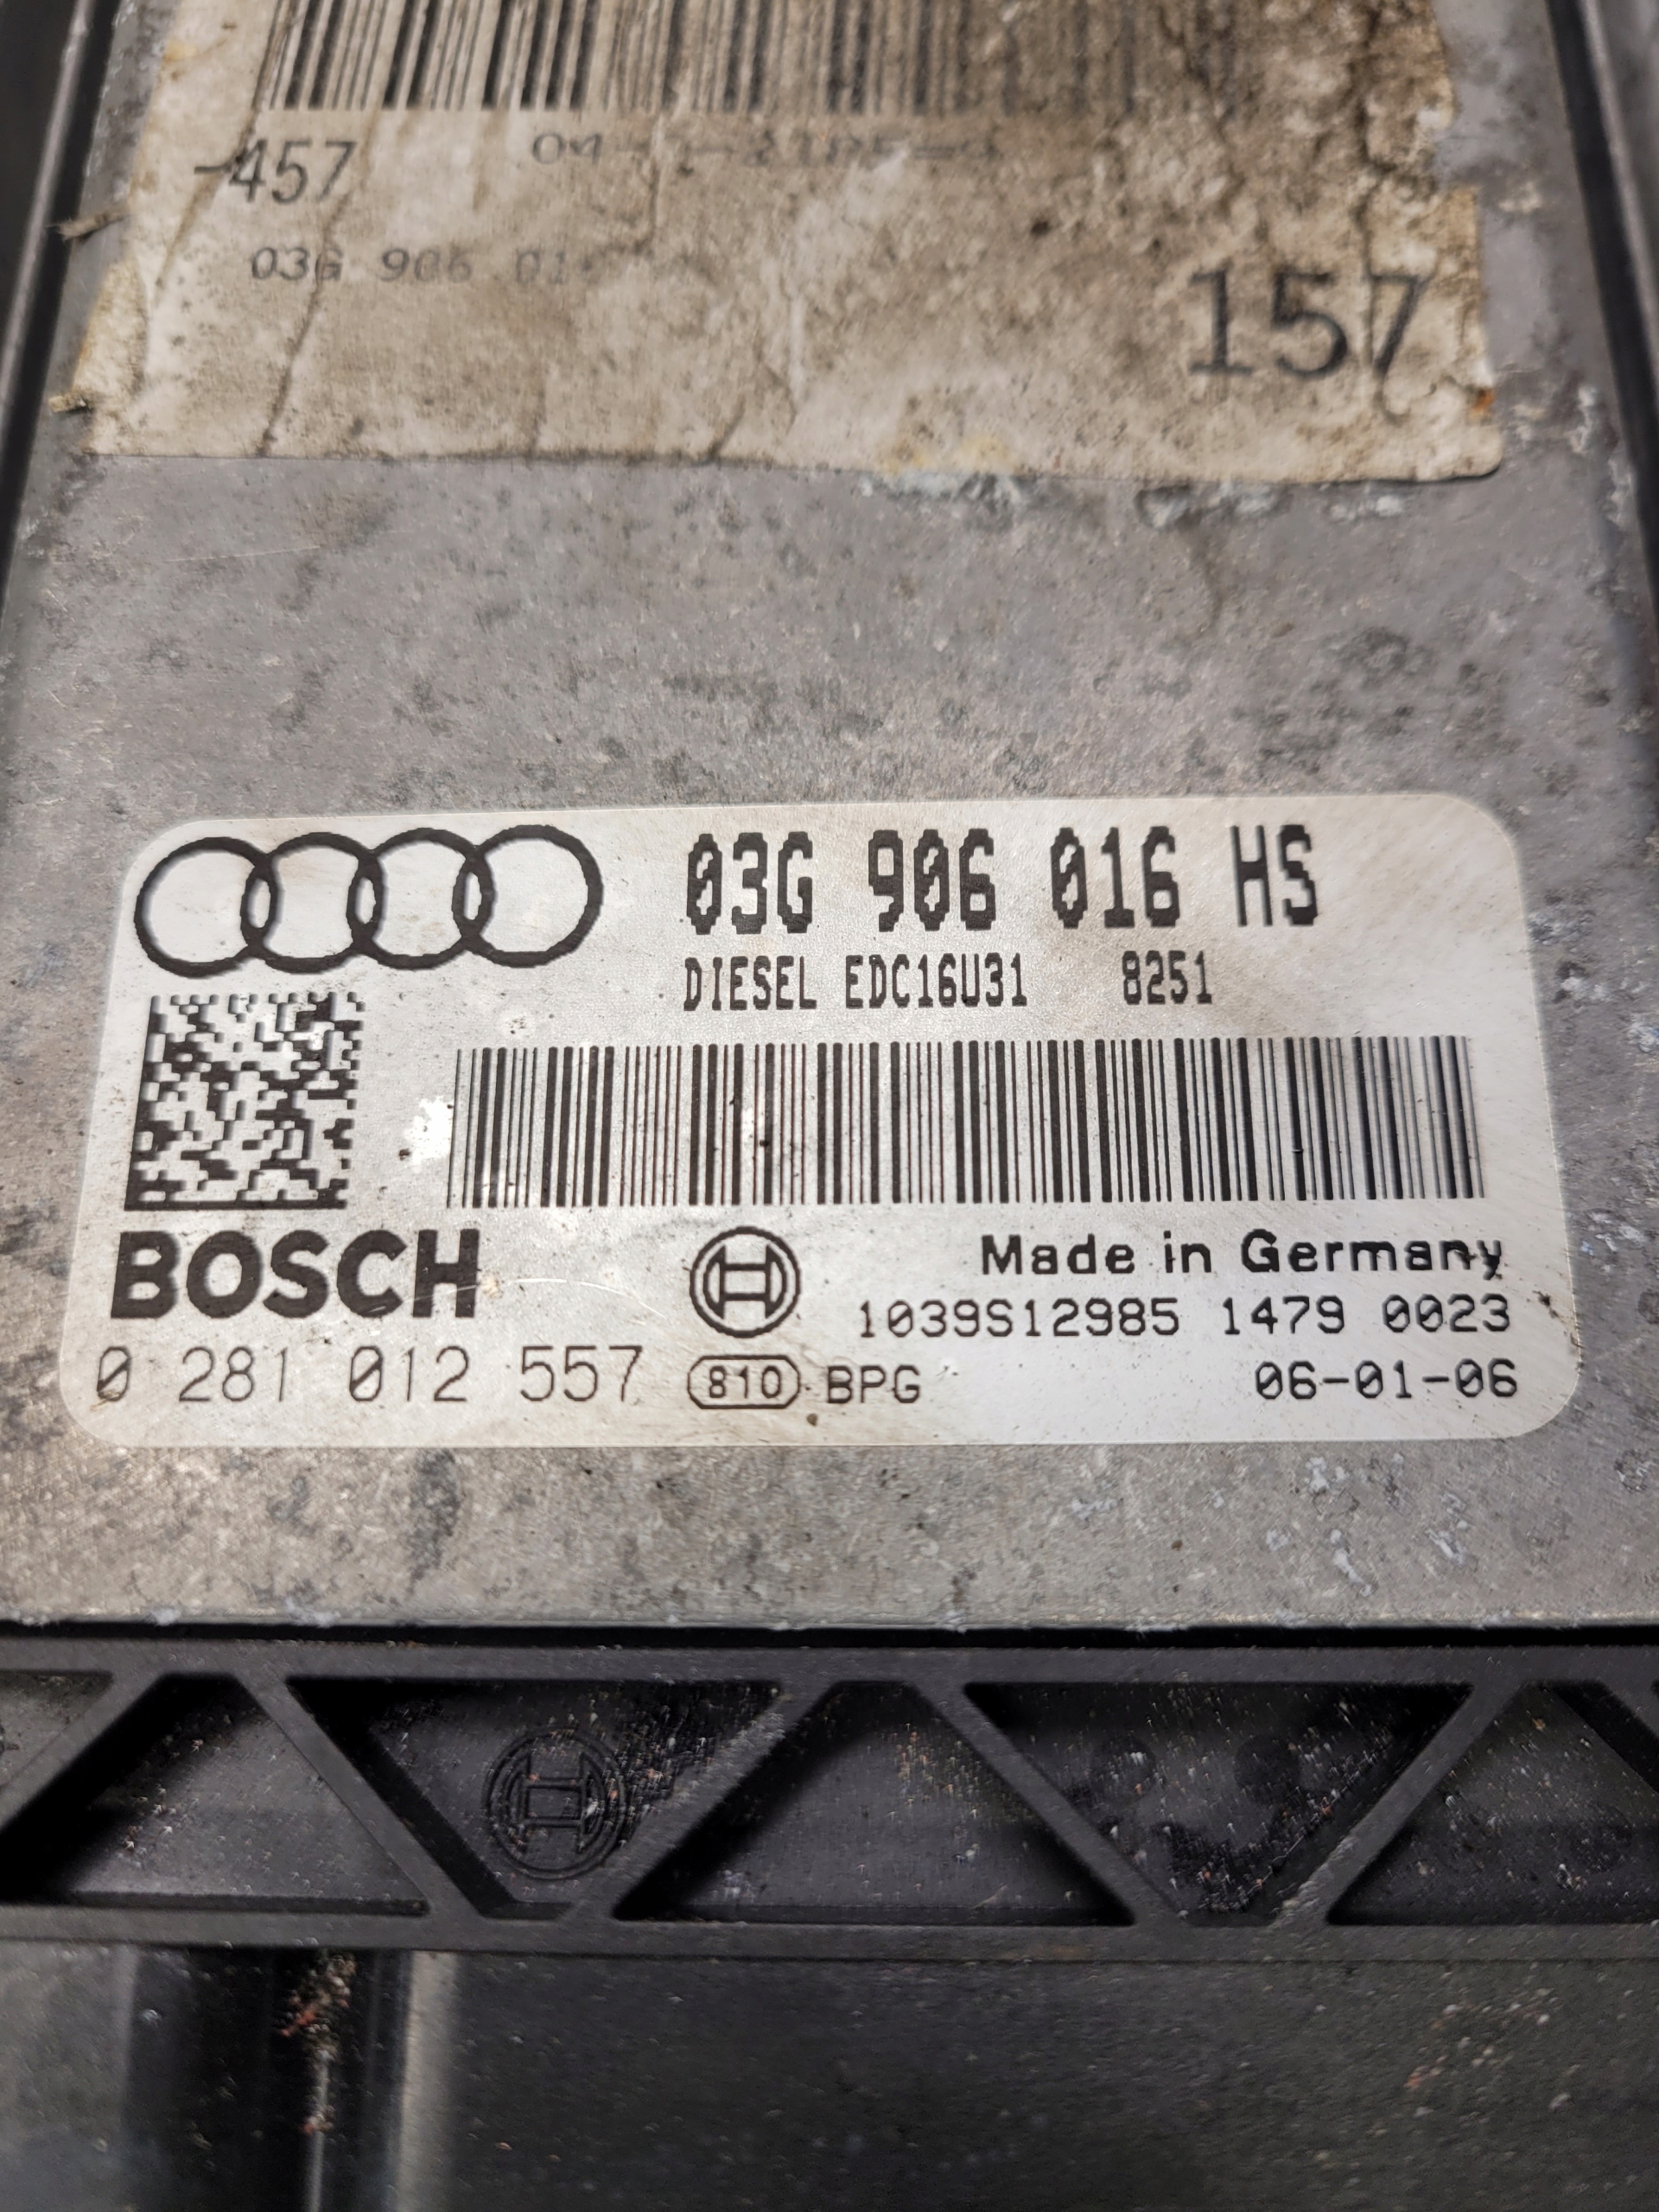 -457
03G 906 01
157
03G 906 016 HS
DIESEL EDC16U31 8251
BOSCH
Made in Germany
1039S12985 1479 0023
0 281 012 557 810 BPG 06-01-06